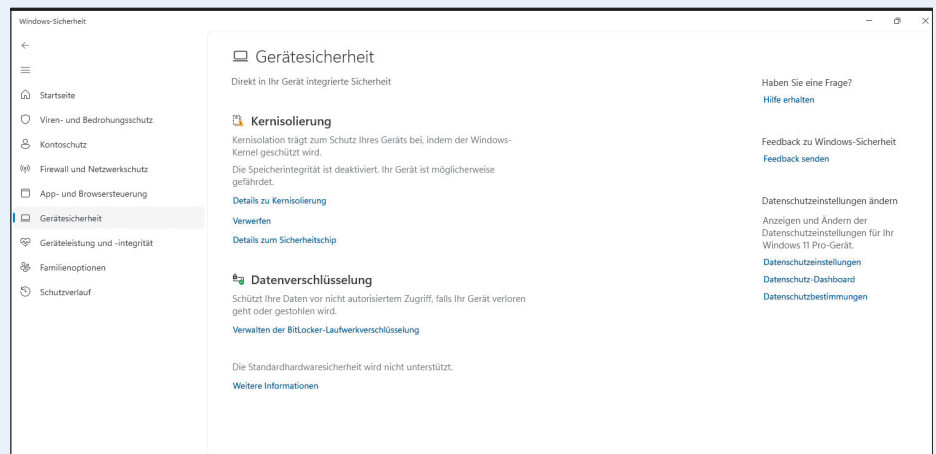 Windows-Sicherheit
Startseite
Viren- und Bedrohungsschutz
Kontoschutz
Firewall und Netzwerkschutz
App- und Browsersteuerung
Gerätesicherheit
Geräteleistung und -integrität
Familienoptionen
Schutzverlauf
Gerätesicherheit
Direkt in Ihr Gerät integrierte Sicherheit
Kernisolierung
Kernisolation trägt zum Schutz Ihres Geräts bei, indem der Windows-
Kernel geschützt wird.
Die Speicherintegrität ist deaktiviert. Ihr Gerät ist möglicherweise
gefährdet.
Details zu Kernisolierung
Verwerfen
Details zum Sicherheitschip
Datenverschlüsselung
Schützt Ihre Daten vor nicht autorisiertem Zugriff, falls Ihr Gerät verloren
geht oder gestohlen wird.
Verwalten der BitLocker-Laufwerkverschlüsselung
Die Standardhardwaresicherheit wird nicht unterstützt.
Weitere Informationen
Haben Sie eine Frage?
Hilfe erhalten
Feedback zu Windows-Sicherheit
Feedback senden
Datenschutzeinstellungen ändern
Anzeigen und Ändern der
Datenschutzeinstellungen für Ihr
Windows 11 Pro-Gerät.
Datenschutzeinstellungen
Datenschutz-Dashboard
Datenschutzbestimmungen